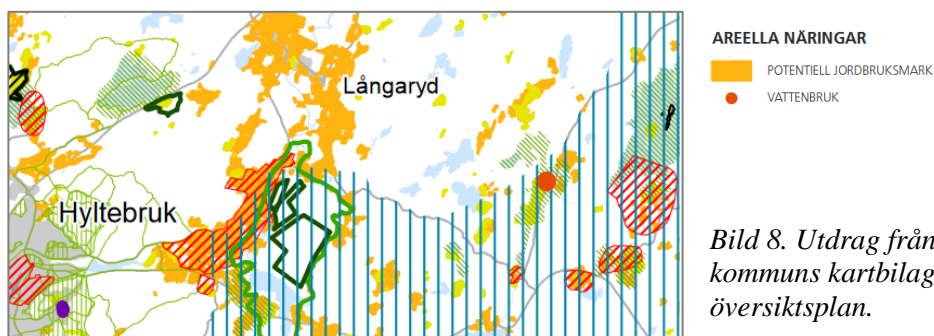 Långaryd
Hyltebruk
AREELLA NÄRINGAR
POTENTIELL JORDBRUKSMARK
VATTENBRUK
Bild 8. Utdrag från
kommuns kartbilag
översiktsplan.